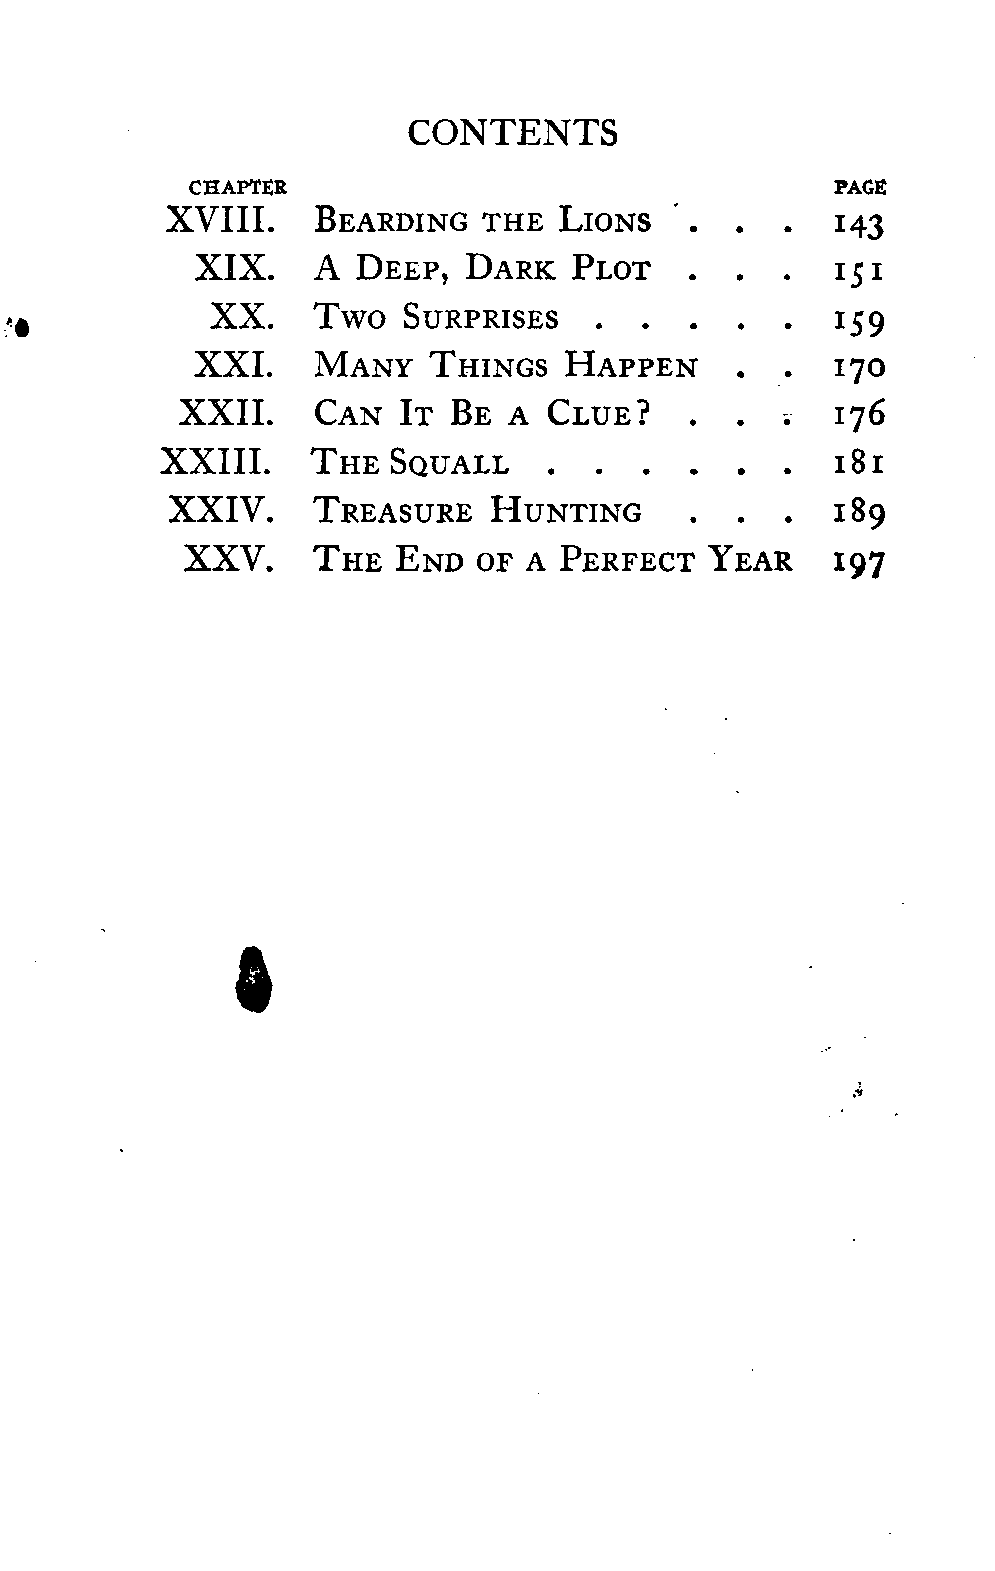 CONTENTS
CHAPTER PAGE
XVIII. Bearding the Lions . . . 143
XIX. A Deep, Dark Plot . . . 151
XX. Two Surprises . . . . . 159
XXI. Many Things Happen . . 170
XXII. Can It Be a Clue? . . . 176
XXIII. The Squall . . . . . . 181
XXIV. Treasure Hunting . . . 189
XXV. The End of a Perfect Year 197